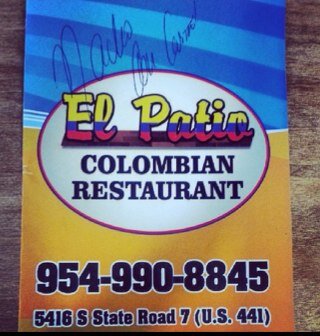 El Patio
COLOMBIAN
RESTAURANT
954-990-8845
5416 S State Road 7 (U.S. 441)